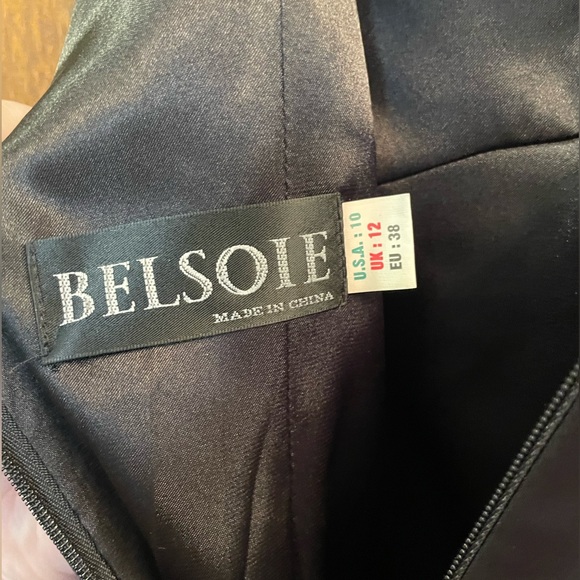 BELSOIE
MADE IN CHINA
U.S.A. : 10
UK : 12
EU : 38